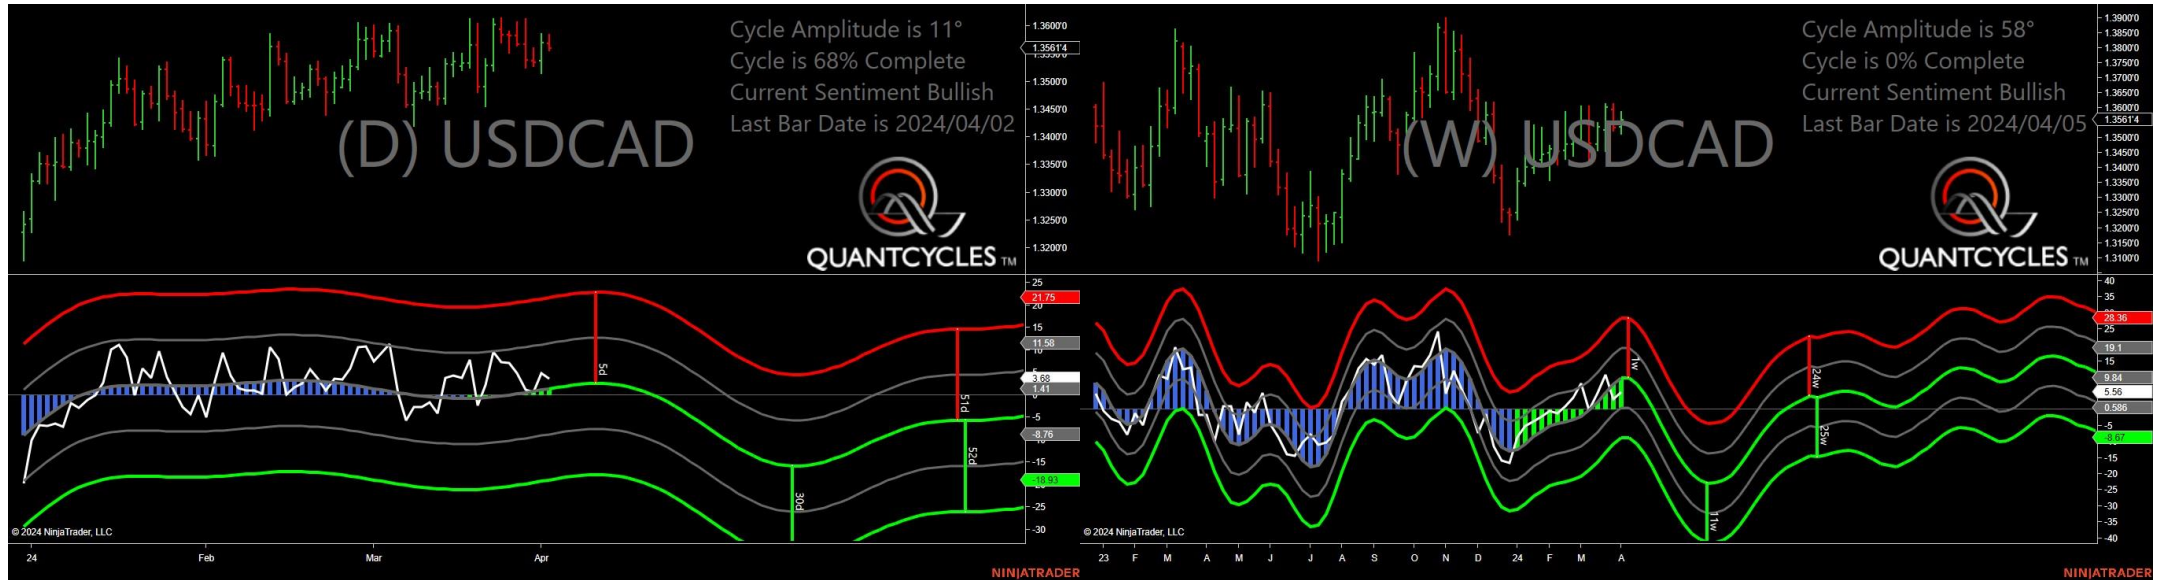 Cycle Amplitude is 11°
Cycle is 68% Complete
Current Sentiment Bullish
Last Bar Date is 2024/04/02
(D) USDCAD
QUANTCYCLES TM
1.3600'0
1.3561'4
1.3500'0
1.3450'0
1.3400'0
1.3350'0
1.3300'0
1.3250'0
1.3200'0
25
21.75
20
15
11.58
10
3.68
1.41
0
-5
-8.76
-15
-18.93
-25
-30
5d
30d
51d
52d
© 2024 NinjaTrader, LLC
24 Feb Mar Apr
NINJATRADER
Cycle Amplitude is 58°
Cycle is 0% Complete
Current Sentiment Bullish
Last Bar Date is 2024/04/05
(W) USDCAD
QUANTCYCLES TM
1.3900'0
1.3850'0
1.3800'0
1.3750'0
1.3700'0
1.3650'0
1.3600'0
1.3561'4
1.3500'0
1.3450'0
1.3400'0
1.3350'0
1.3300'0
1.3250'0
1.3200'0
1.3150'0
1.3100'0
40
35
28.36
25
19.1
15
9.84
5.56
0.586
-5
-8.67
-15
-20
-25
-30
-35
-40
1w
11w
24w
25w
© 2024 NinjaTrader, LLC
23 F M A M J J A S O N D 24 F M A
NINJATRADER